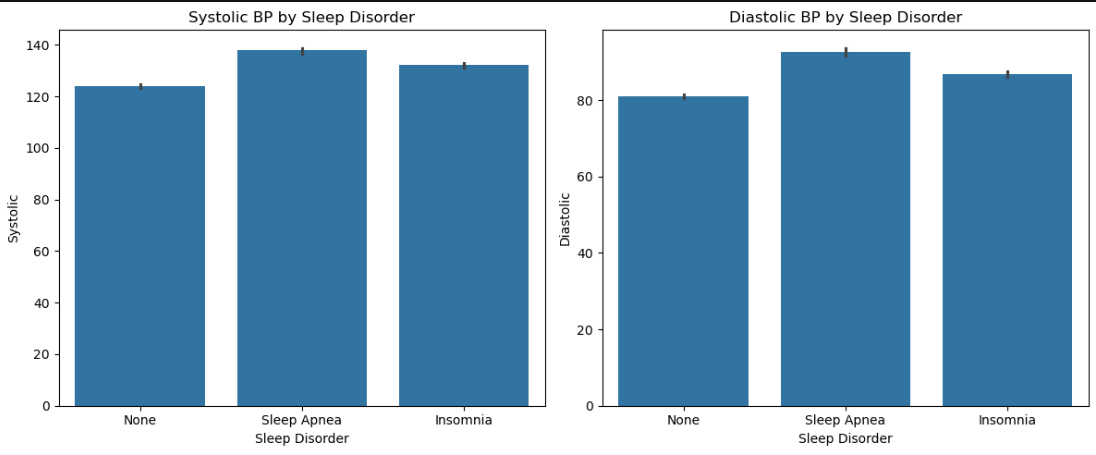 Systolic BP by Sleep Disorder
140
120
100
80
60
40
20
0
Systolic
None
Sleep Apnea
Insomnia
Sleep Disorder
Diastolic BP by Sleep Disorder
80
60
40
20
0
Diastolic
None
Sleep Apnea
Insomnia
Sleep Disorder